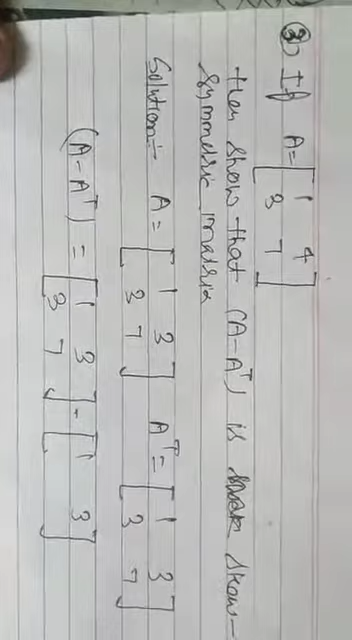 ③ If A = [ 1 4
3 7 ]
then show that (A-Aᵀ) is skew-
symmetric matrix
Solution:- A = [ 1 3 Aᵀ = [ 1 3
3 7 ] 3 7 ]
(A-Aᵀ) = [ 1 3 - [ 1 3
3 7 ] ]